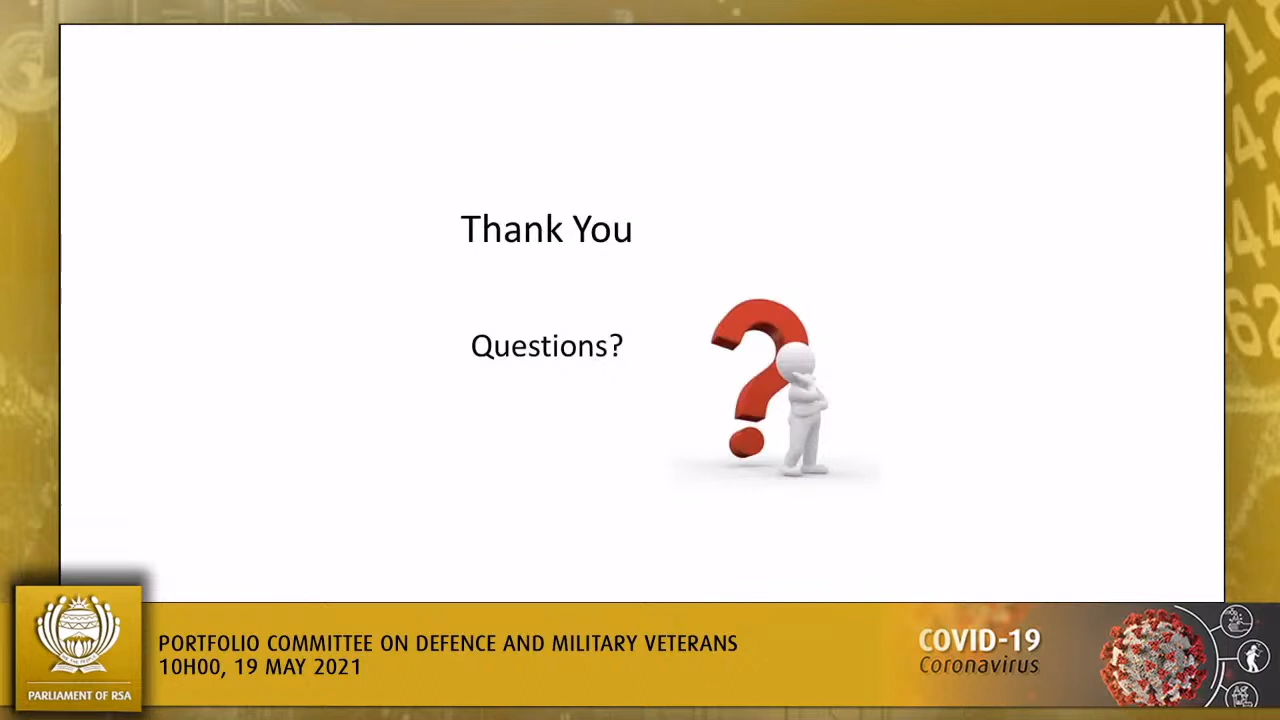 Thank You
Questions?
PORTFOLIO COMMITTEE ON DEFENCE AND MILITARY VETERANS
10H00, 19 MAY 2021
PARLIAMENT OF RSA
COVID-19
Coronavirus